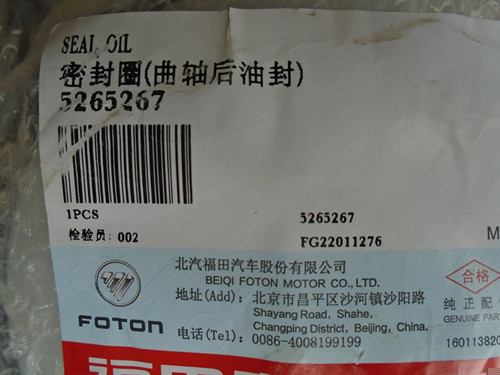 SEAL, OIL
密封圈(曲轴后油封)
5265267
1PCS
5265267
检验员: 002
FG22011276
M
北汽福田汽车股份有限公司
BEIQI FOTON MOTOR CO.,LTD.
地址(Add): 北京市昌平区沙河镇沙阳路
Shayang Road, Shahe,
Changping District, Beijing, China.
电话(Tel): 0086-4008199199
FOTON
合格
纯正配
GENUINE PART
16011382
福田